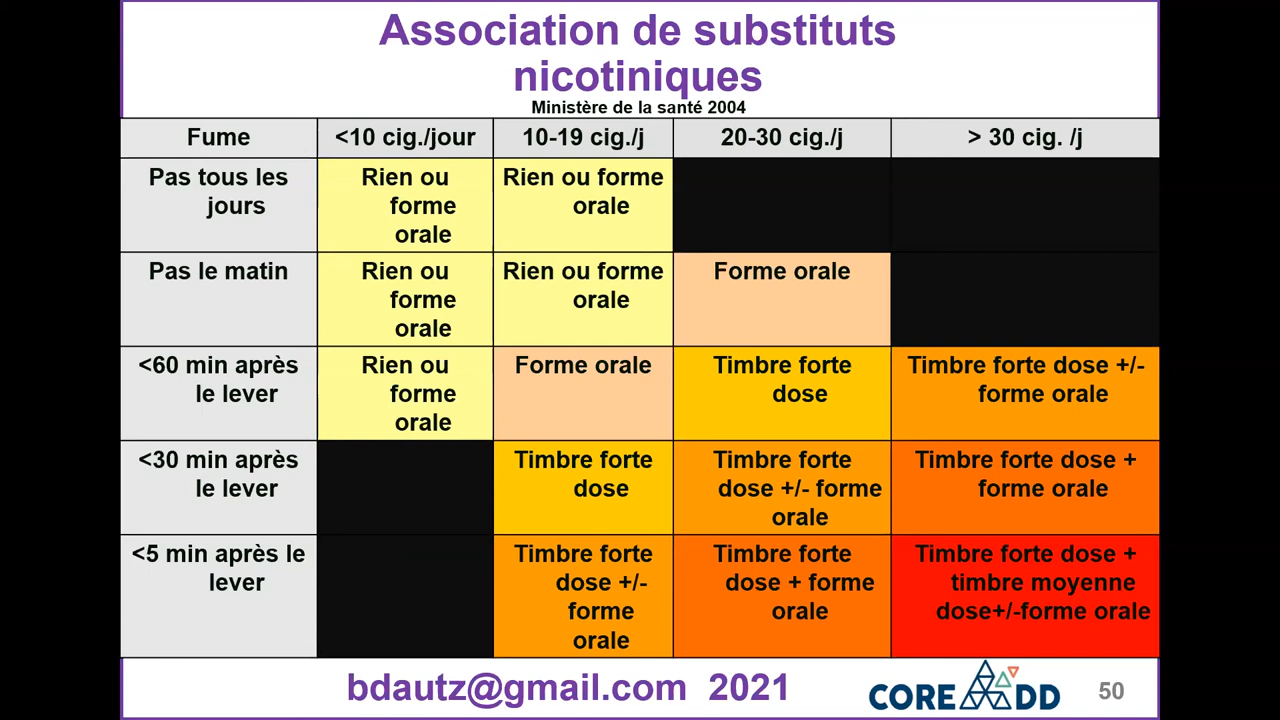 Association de substituts
nicotiniques
Ministère de la santé 2004
Fume
<10 cig./jour
10-19 cig./j
20-30 cig./j
> 30 cig. /j
Pas tous les
jours
Rien ou
forme
orale
Rien ou forme
orale
Pas le matin
Rien ou
forme
orale
Rien ou forme
orale
Forme orale
<60 min après
le lever
Rien ou
forme
orale
Forme orale
Timbre forte
dose
Timbre forte dose +/-
forme orale
<30 min après
le lever
Timbre forte
dose
Timbre forte
dose +/- forme
orale
Timbre forte dose +
forme orale
<5 min après le
lever
Timbre forte
dose +/-
forme
orale
Timbre forte
dose + forme
orale
Timbre forte dose +
timbre moyenne
dose+/-forme orale
bdautz@gmail.com 2021
CORE ADD
50